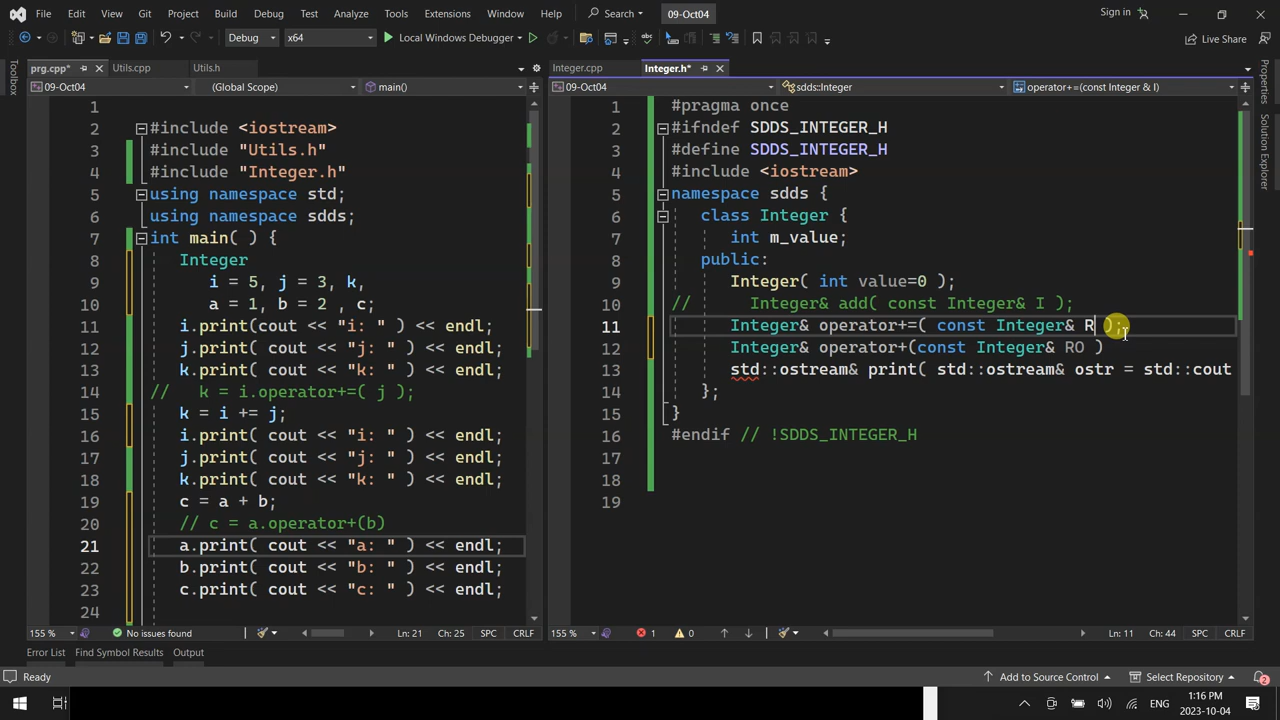 File Edit View Git Project Build Debug Test Analyze Tools Extensions Window Help Search 09-Oct04 Sign in
Debug x64 Local Windows Debugger Live Share
Toolbox
prg.cpp* Utils.cpp Utils.h
09-Oct04 (Global Scope) main()
1
2 #include <iostream>
3 #include "Utils.h"
4 #include "Integer.h"
5 using namespace std;
6 using namespace sdds;
7 int main( ) {
8 Integer
9 i = 5, j = 3, k,
10 a = 1, b = 2 , c;
11 i.print(cout << "i: " ) << endl;
12 j.print( cout << "j: " ) << endl;
13 k.print( cout << "k: " ) << endl;
14 // k = i.operator+=( j );
15 k = i += j;
16 i.print( cout << "i: " ) << endl;
17 j.print( cout << "j: " ) << endl;
18 k.print( cout << "k: " ) << endl;
19 c = a + b;
20 // c = a.operator+(b)
21 a.print( cout << "a: " ) << endl;
22 b.print( cout << "b: " ) << endl;
23 c.print( cout << "c: " ) << endl;
24
155 % No issues found Ln: 21 Ch: 25 SPC CRLF
Integer.cpp Integer.h*
09-Oct04 sdds::Integer operator+=(const Integer & I)
1 #pragma once
2 #ifndef SDDS_INTEGER_H
3 #define SDDS_INTEGER_H
4 #include <iostream>
5 namespace sdds {
6 class Integer {
7 int m_value;
8 public:
9 Integer( int value=0 );
10 // Integer& add( const Integer& I );
11 Integer& operator+=( const Integer& R );
12 Integer& operator+(const Integer& RO )
13 std::ostream& print( std::ostream& ostr = std::cout
14 };
15 }
16 #endif // !SDDS_INTEGER_H
17
18
19
155 % 1 0 Ln: 11 Ch: 44 SPC CRLF
Solution Explorer
Error List Find Symbol Results Output
Ready Add to Source Control Select Repository 2
ENG 1:16 PM
2023-10-04